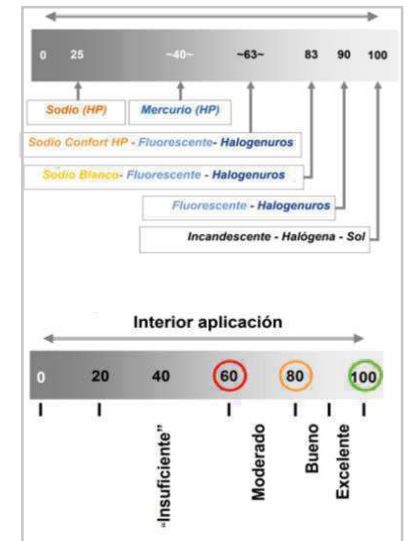 0 25 ~40~ ~63~ 83 90 100
Sodio (HP) Mercurio (HP)
Sodio Confort HP - Fluorescente- Halogenuros
Sodio Blanco- Fluorescente - Halogenuros
Fluorescente - Halogenuros
Incandescente - Halógena - Sol
Interior aplicación
0 20 40 60 80 100
"Insuficiente"
Moderado
Bueno
Excelente